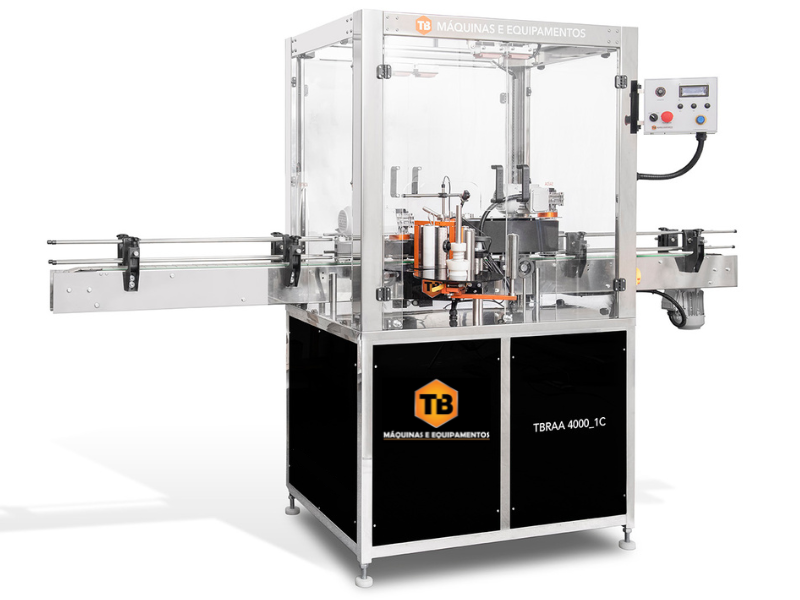 TB MÁQUINAS E EQUIPAMENTOS
TB
MÁQUINAS E EQUIPAMENTOS
TBRAA 4000_1C